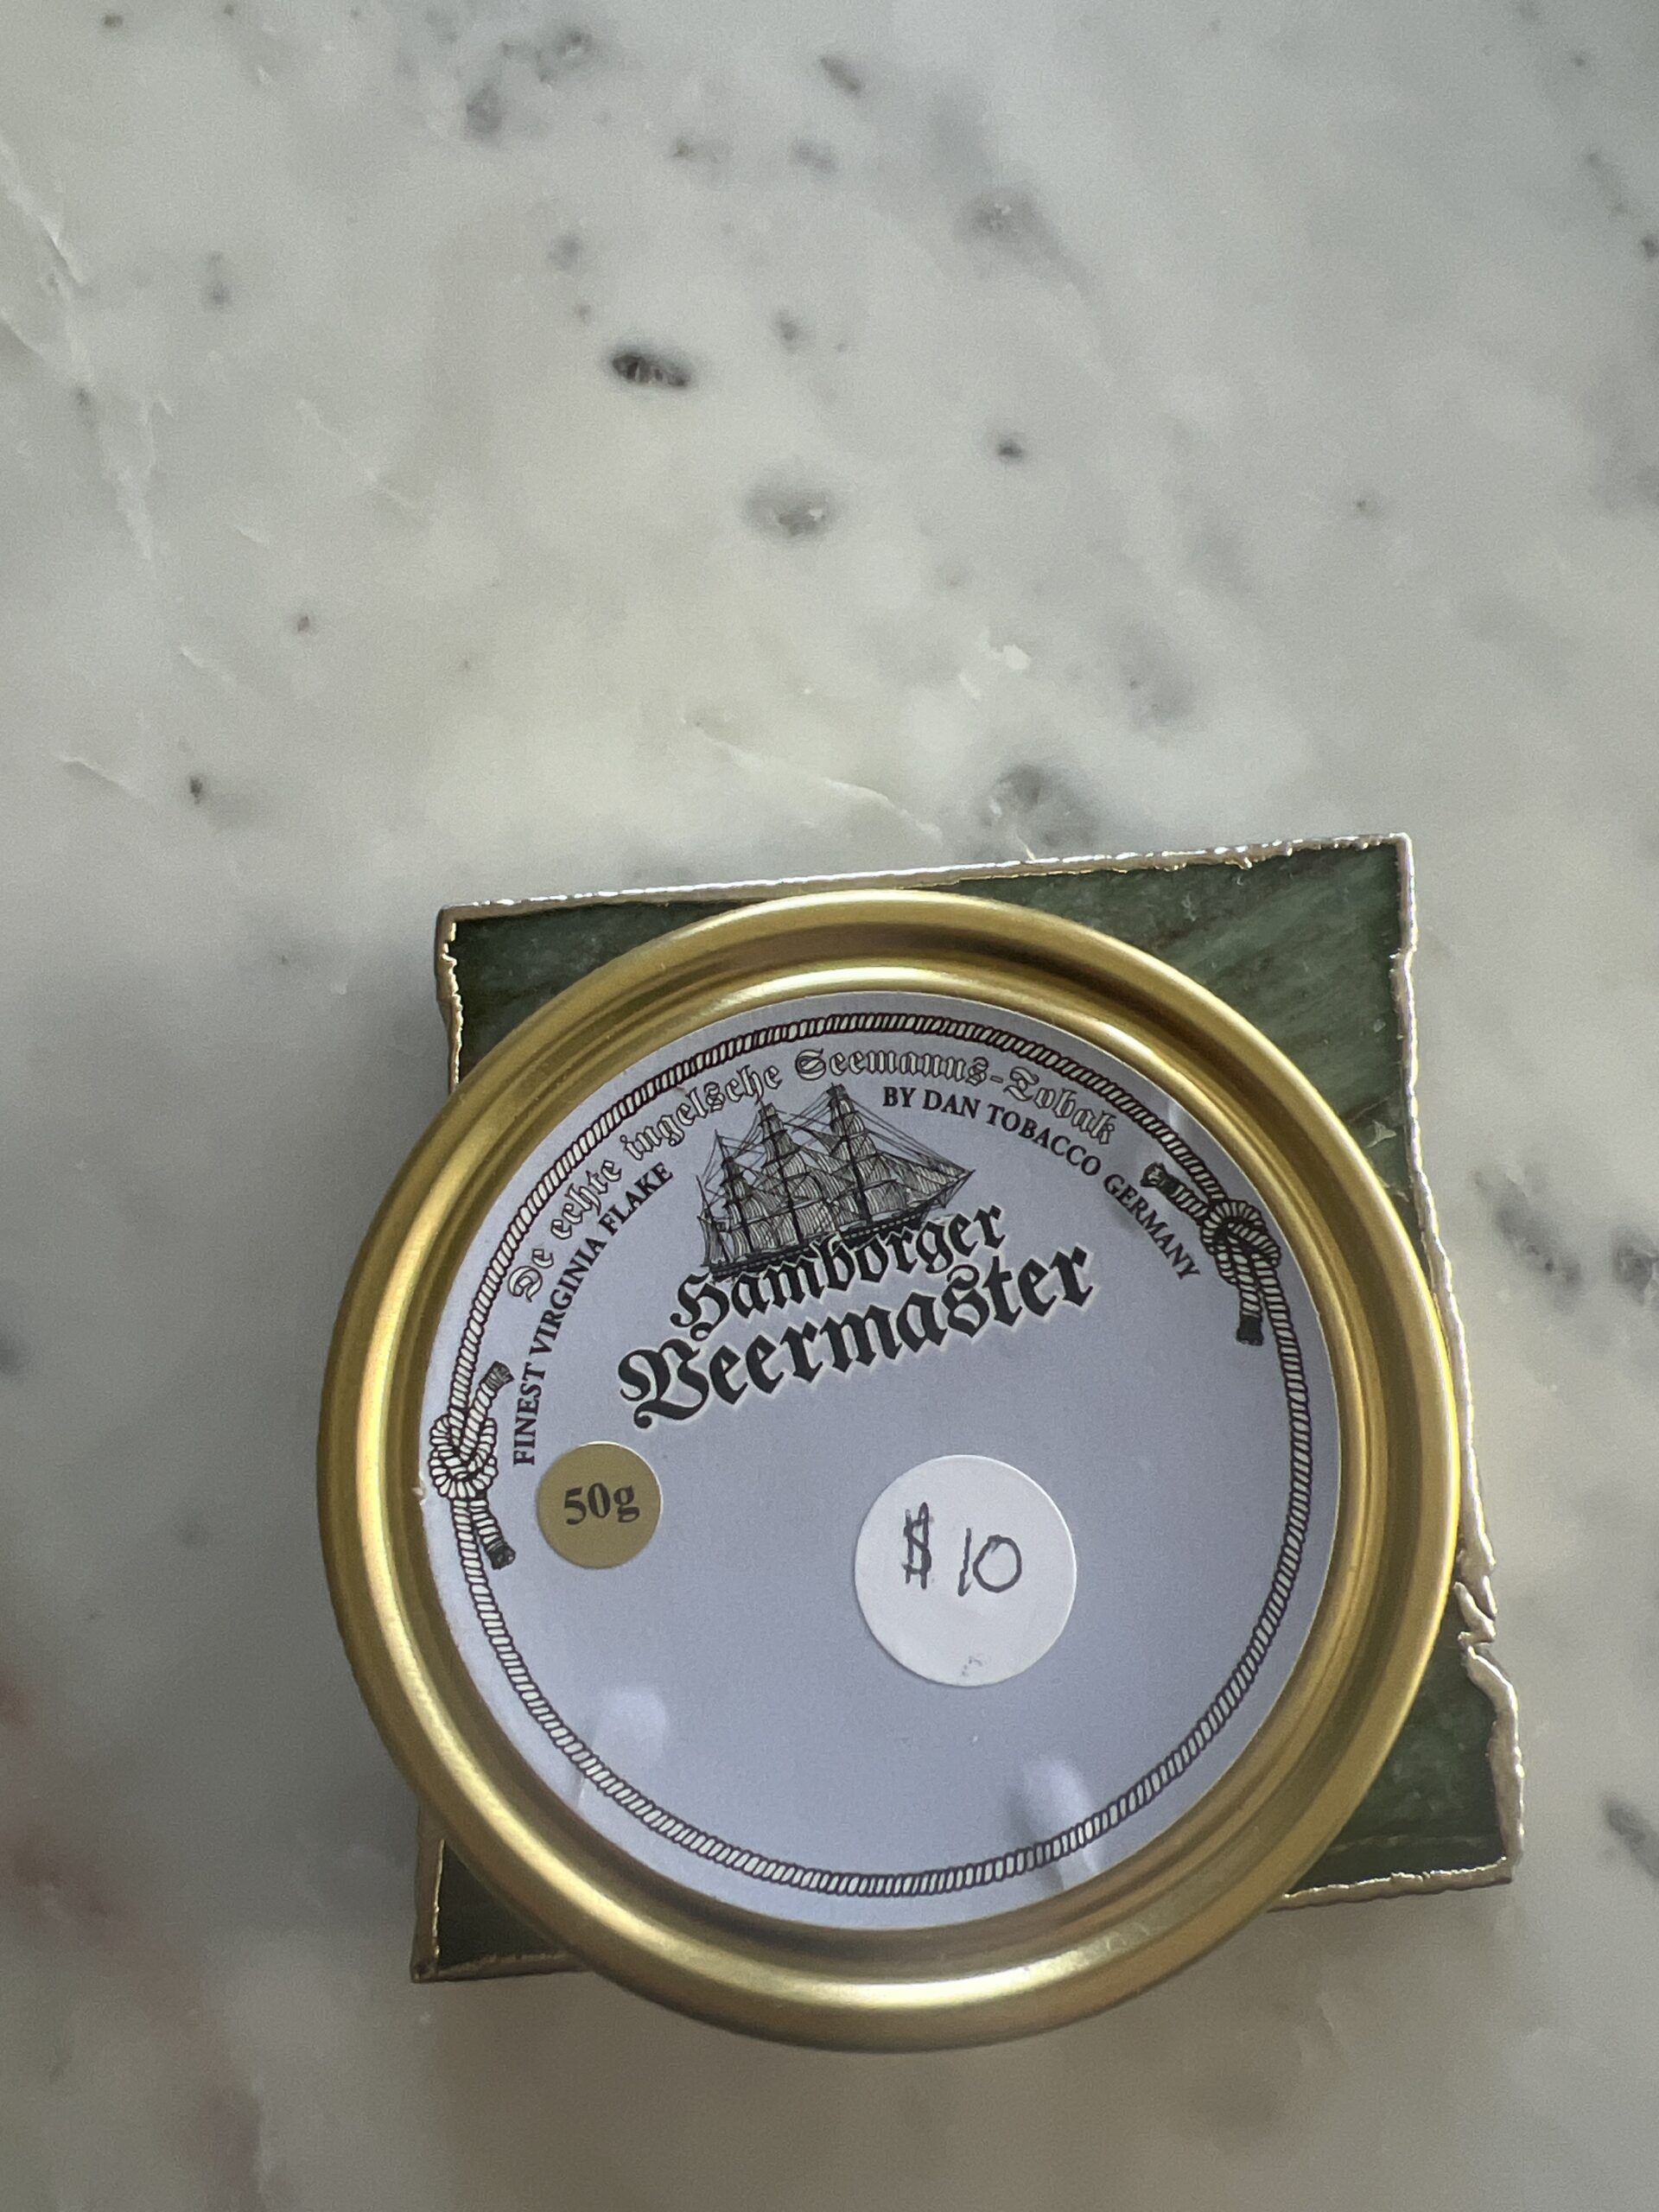 De echte ingelsche Seemanns-Tobak
FINEST VIRGINIA FLAKE
BY DAN TOBACCO GERMANY
Hamborger
Veermaster
50g
$10